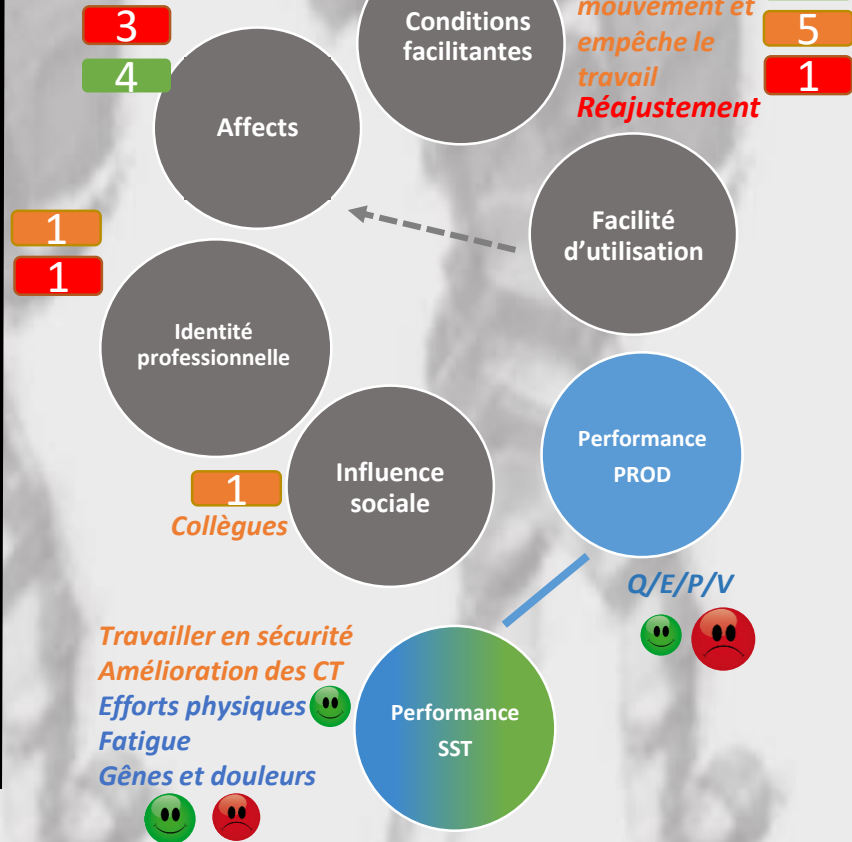 3
4
Conditions
facilitantes
mouvement et
empêche le
travail
Réajustement
5
1
Affects
Facilité
d’utilisation
1
1
Identité
professionnelle
Performance
PROD
Influence
sociale
1
Collègues
Q/E/P/V
Travailler en sécurité
Amélioration des CT
Efforts physiques
Fatigue
Gênes et douleurs
Performance
SST